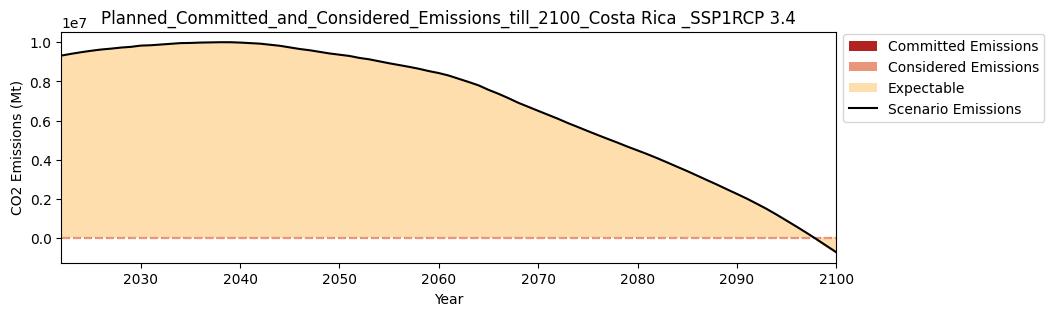 Planned_Committed_and_Considered_Emissions_till_2100_Costa Rica _SSP1RCP 3.4
1e7
1.0
0.8
0.6
0.4
0.2
0.0
CO2 Emissions (Mt)
2030
2040
2050
2060
2070
2080
2090
2100
Year
Committed Emissions
Considered Emissions
Expectable
Scenario Emissions